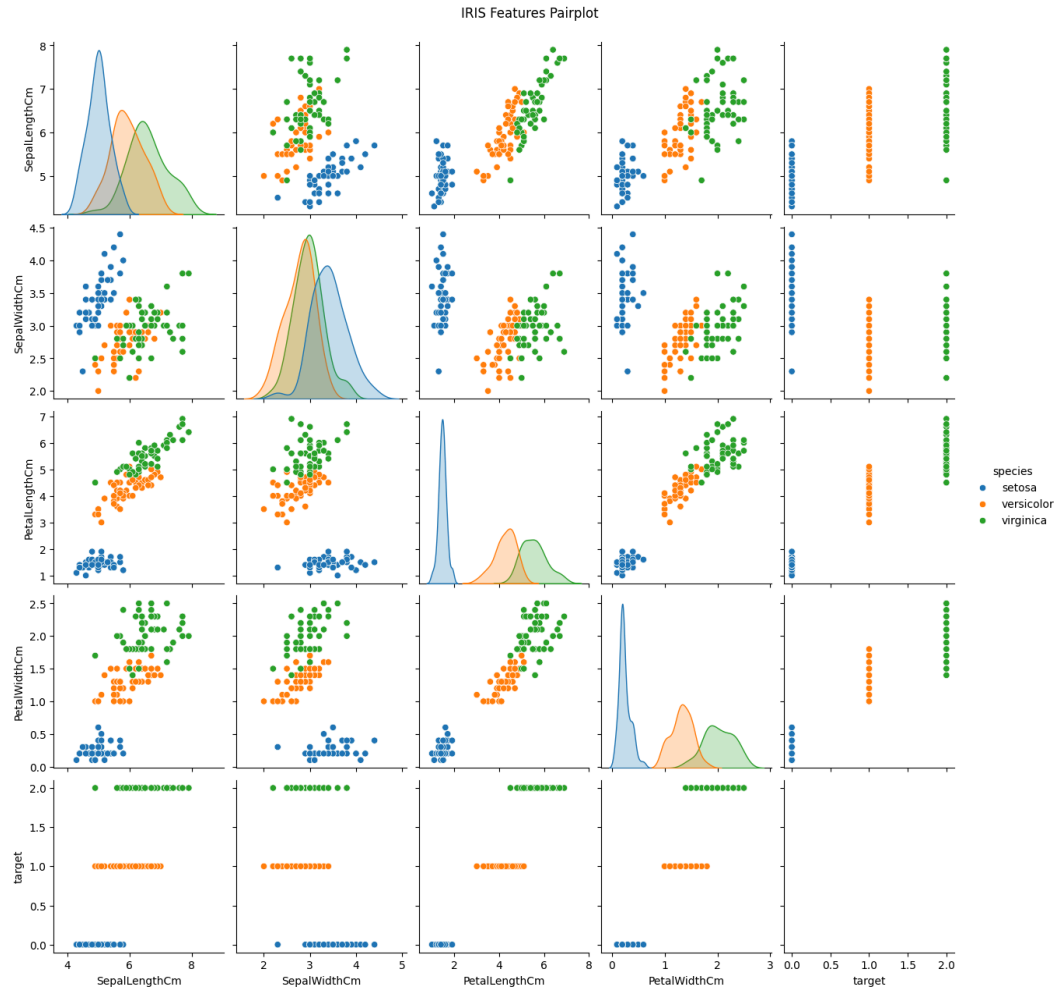 IRIS Features Pairplot
8
7
6
5
SepalLengthCm
4.5
4.0
3.5
3.0
2.5
2.0
SepalWidthCm
7
6
5
4
3
2
1
PetalLengthCm
species
setosa
versicolor
virginica
2.5
2.0
1.5
1.0
0.5
0.0
PetalWidthCm
2.0
1.5
1.0
0.5
0.0
target
4 6 8
SepalLengthCm
2 3 4 5
SepalWidthCm
2 4 6 8
PetalLengthCm
0 1 2 3
PetalWidthCm
0.0 0.5 1.0 1.5 2.0
target